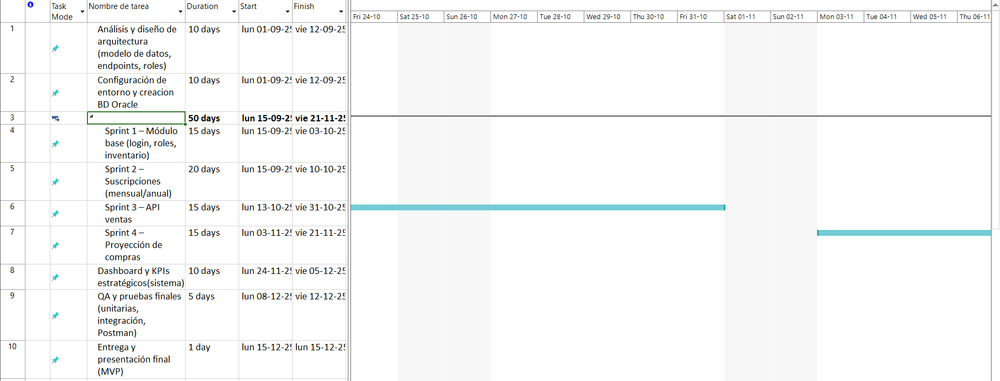 Task Mode Nombre de tarea Duration Start Finish
Fri 24-10 Sat 25-10 Sun 26-10 Mon 27-10 Tue 28-10 Wed 29-10 Thu 30-10 Fri 31-10 Sat 01-11 Sun 02-11 Mon 03-11 Tue 04-11 Wed 05-11 Thu 06-11
1 Análisis y diseño de 10 days lun 01-09-25 vie 12-09-25
arquitectura
(modelo de datos,
endpoints, roles)
2 Configuración de 10 days lun 01-09-25 vie 12-09-25
entorno y creacion
BD Oracle
3 50 days lun 15-09-25 vie 21-11-25
4 Sprint 1 – Módulo 15 days lun 15-09-25 vie 03-10-25
base (login, roles,
inventario)
5 Sprint 2 – 20 days lun 15-09-25 vie 10-10-25
Suscripciones
(mensual/anual)
6 Sprint 3 – API 15 days lun 13-10-25 vie 31-10-25
ventas
7 Sprint 4 – 15 days lun 03-11-25 vie 21-11-25
Proyección de
compras
8 Dashboard y KPIs 10 days lun 24-11-25 vie 05-12-25
estratégicos(sistema)
9 QA y pruebas finales 5 days lun 08-12-25 vie 12-12-25
(unitarias,
integración,
Postman)
10 Entrega y 1 day lun 15-12-25 lun 15-12-25
presentación final
(MVP)